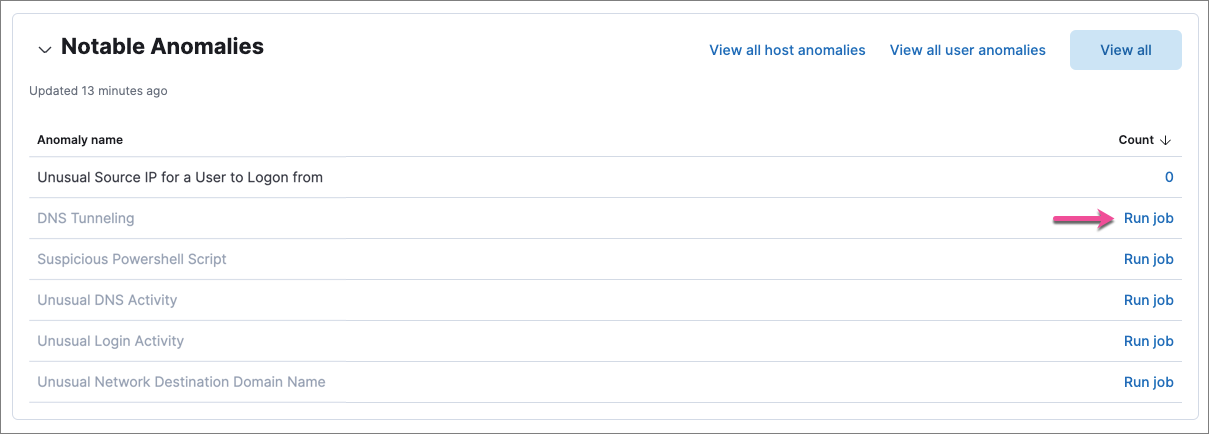 Notable Anomalies
View all host anomalies
View all user anomalies
View all
Updated 13 minutes ago
Anomaly name
Count
Unusual Source IP for a User to Logon from
0
DNS Tunneling
Run job
Suspicious Powershell Script
Run job
Unusual DNS Activity
Run job
Unusual Login Activity
Run job
Unusual Network Destination Domain Name
Run job